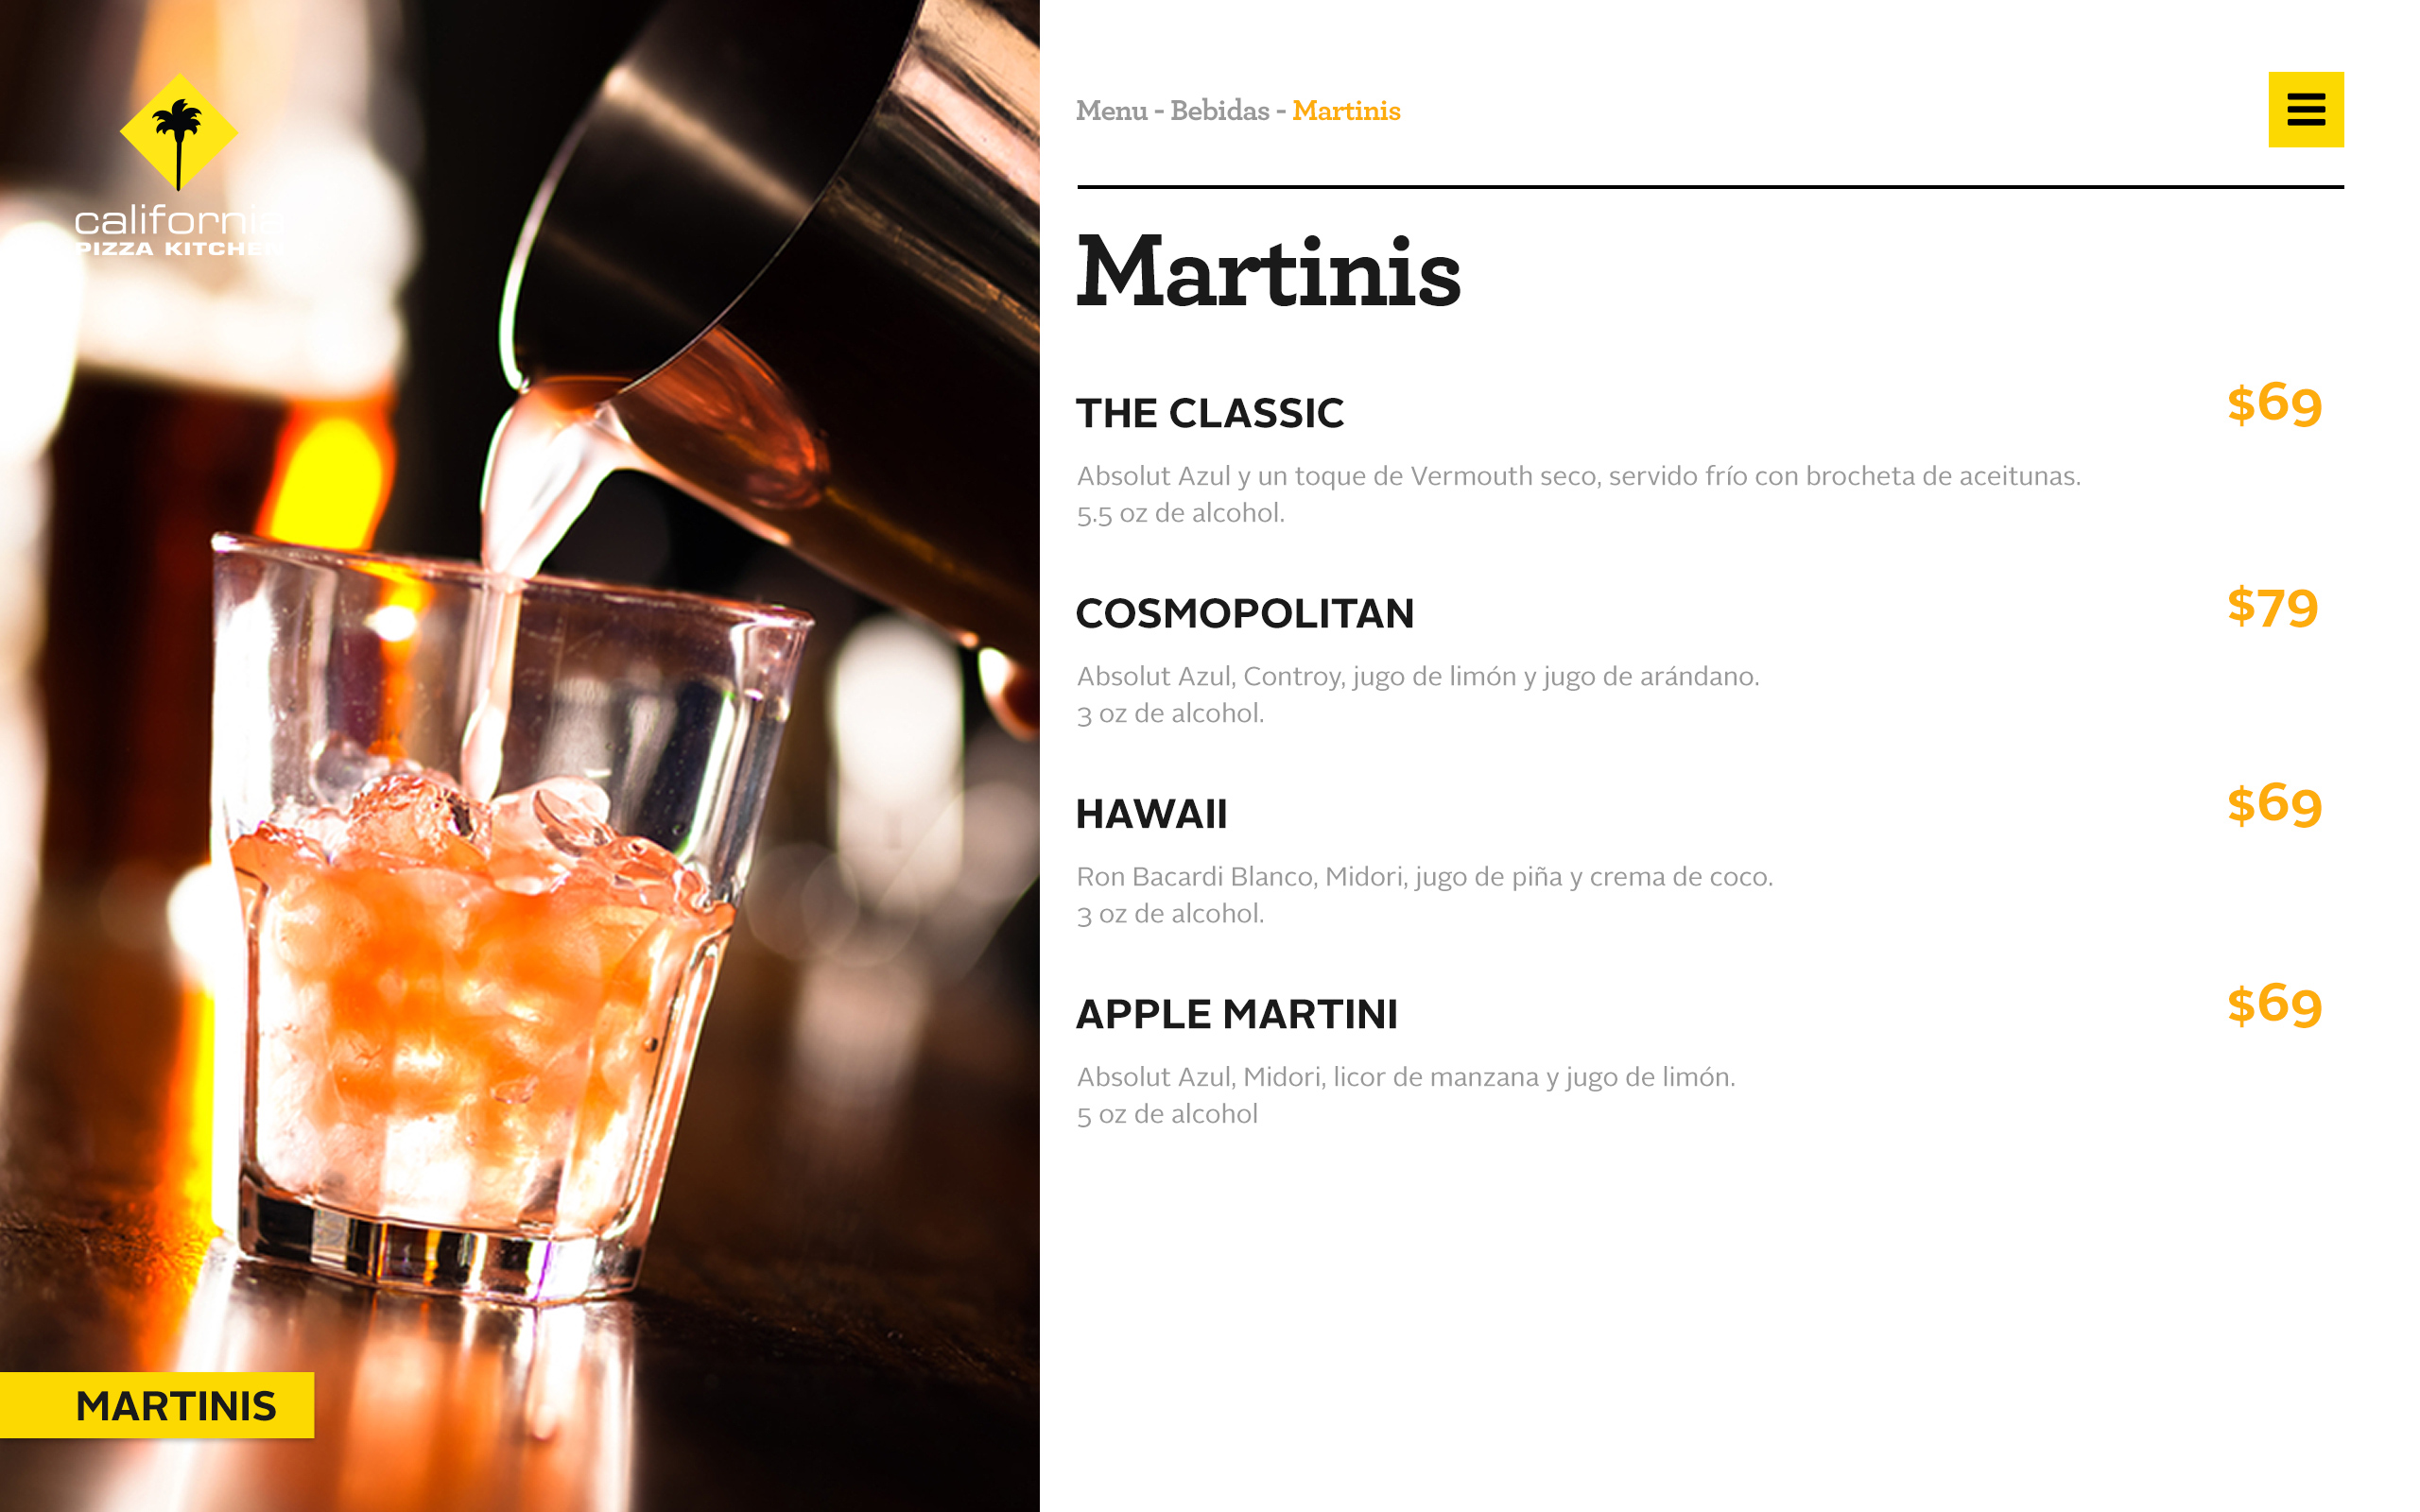 california
PIZZA KITCHEN
MARTINIS
Menu - Bebidas - Martinis
Martinis
THE CLASSIC
$69
Absolut Azul y un toque de Vermouth seco, servido frío con brocheta de aceitunas.
5.5 oz de alcohol.
COSMOPOLITAN
$79
Absolut Azul, Controy, jugo de limón y jugo de arándano.
3 oz de alcohol.
HAWAII
$69
Ron Bacardi Blanco, Midori, jugo de piña y crema de coco.
3 oz de alcohol.
APPLE MARTINI
$69
Absolut Azul, Midori, licor de manzana y jugo de limón.
5 oz de alcohol